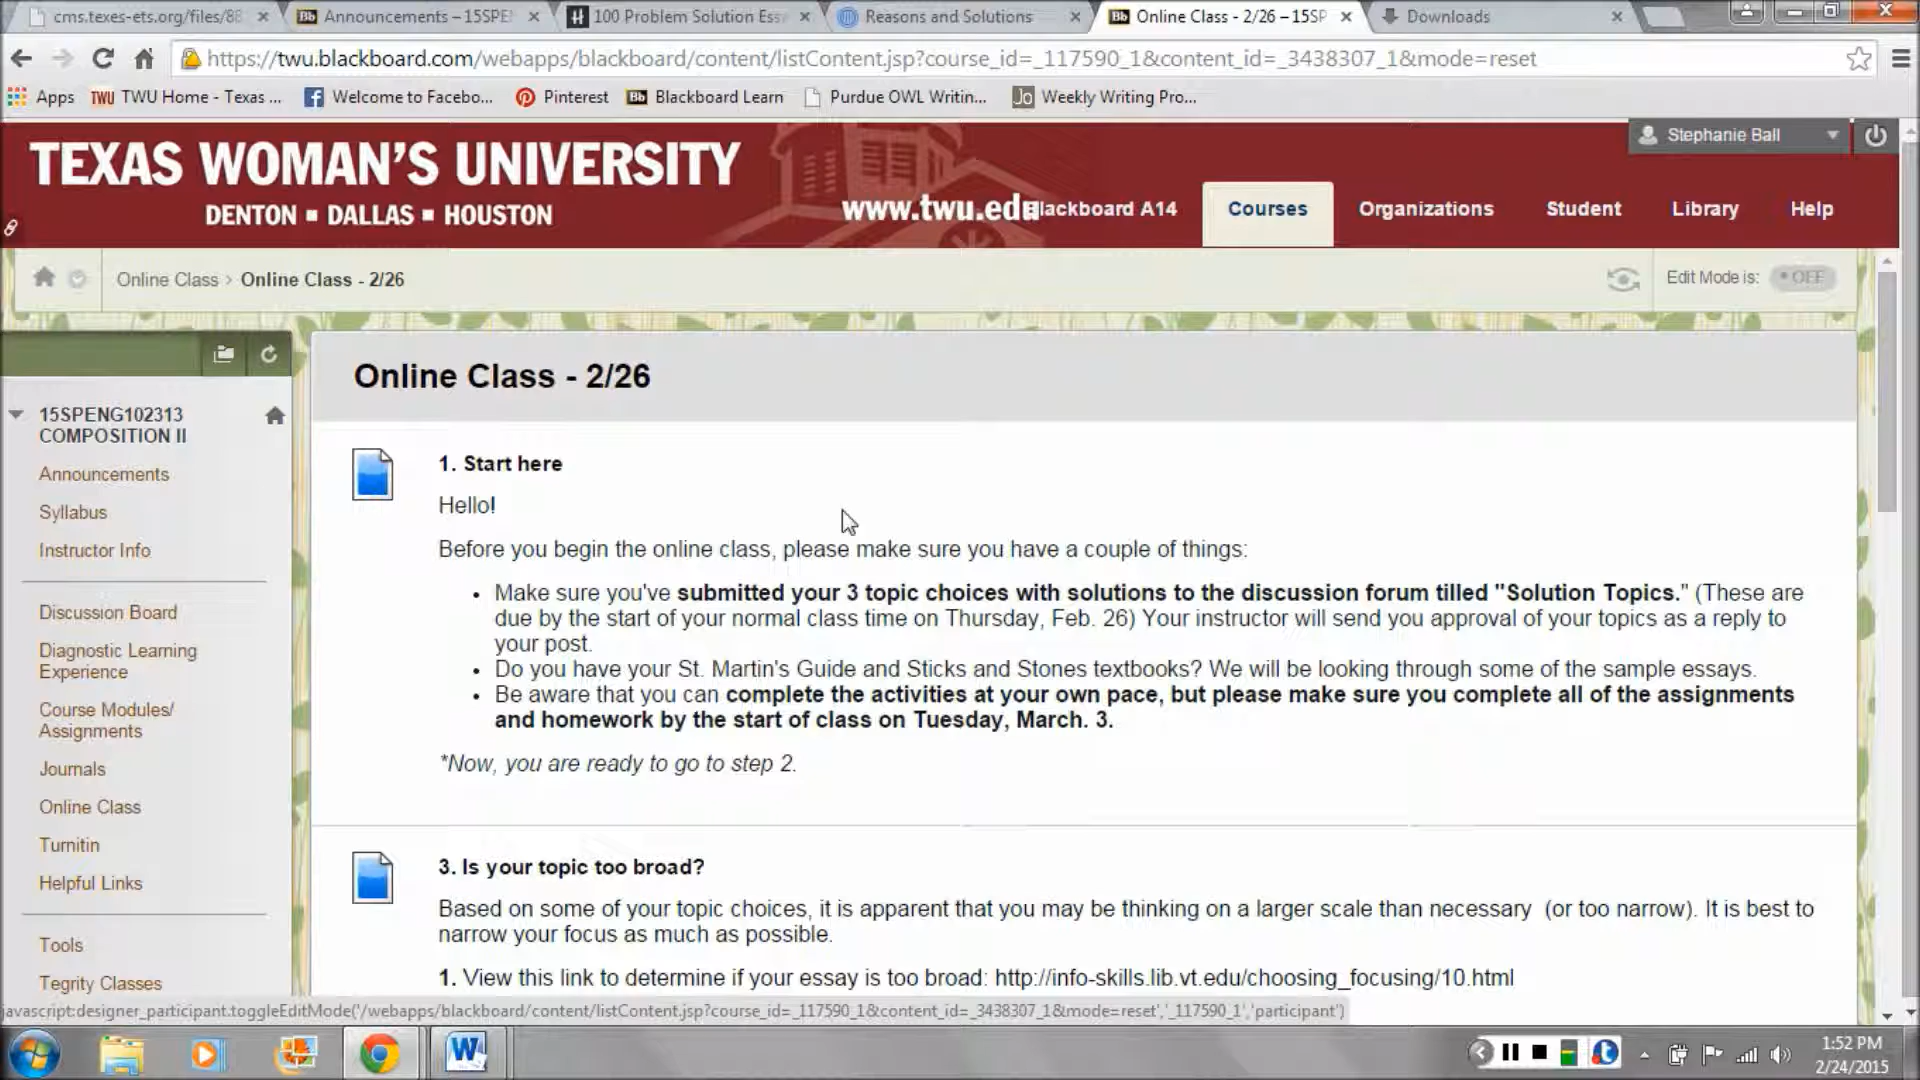 cms.texes-ets.org/files/88
Bb Announcements – 15SPE
H 100 Problem Solution Ess
Reasons and Solutions
Bb Online Class - 2/26 – 15SP
Downloads
https://twu.blackboard.com/webapps/blackboard/content/listContent.jsp?course_id=_117590_1&content_id=_3438307_1&mode=reset
Apps
TWU TWU Home - Texas ...
Welcome to Facebo...
Pinterest
Bb Blackboard Learn
Purdue OWL Writin...
Jo Weekly Writing Pro...
Stephanie Ball
TEXAS WOMAN'S UNIVERSITY
DENTON ▪ DALLAS ▪ HOUSTON
www.twu.edu
lackboard A14
Courses
Organizations
Student
Library
Help
Online Class > Online Class - 2/26
Edit Mode is: • OFF
15SPENG102313
COMPOSITION II
Announcements
Syllabus
Instructor Info
Discussion Board
Diagnostic Learning
Experience
Course Modules/
Assignments
Journals
Online Class
Turnitin
Helpful Links
Tools
Tegrity Classes
Online Class - 2/26
1. Start here
Hello!
Before you begin the online class, please make sure you have a couple of things:
• Make sure you've submitted your 3 topic choices with solutions to the discussion forum tilled "Solution Topics." (These are
due by the start of your normal class time on Thursday, Feb. 26) Your instructor will send you approval of your topics as a reply to
your post.
• Do you have your St. Martin's Guide and Sticks and Stones textbooks? We will be looking through some of the sample essays.
• Be aware that you can complete the activities at your own pace, but please make sure you complete all of the assignments
and homework by the start of class on Tuesday, March. 3.
*Now, you are ready to go to step 2.
3. Is your topic too broad?
Based on some of your topic choices, it is apparent that you may be thinking on a larger scale than necessary (or too narrow). It is best to
narrow your focus as much as possible.
1. View this link to determine if your essay is too broad: http://info-skills.lib.vt.edu/choosing_focusing/10.html
javascript:designer_participant.toggleEditMode('/webapps/blackboard/content/listContent.jsp?course_id=_117590_1&content_id=_3438307_1&mode=reset','_117590_1','participant')
1:52 PM
2/24/2015